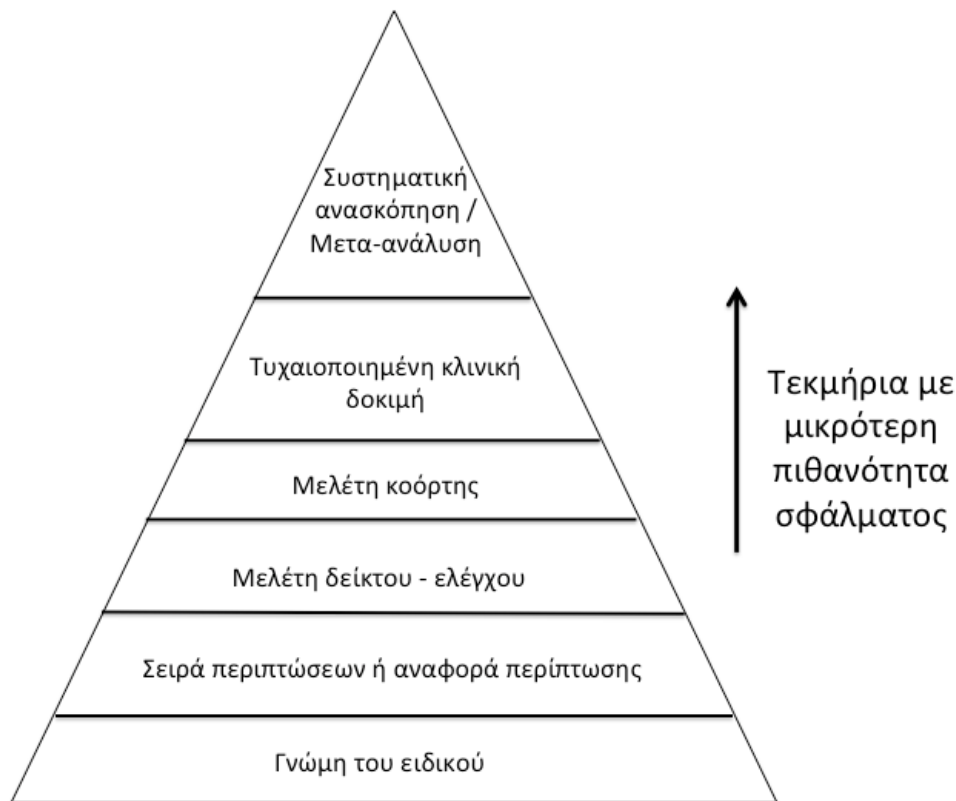 Συστηματική
ανασκόπηση /
Μετα-ανάλυση
Τυχαιοποιημένη κλινική
δοκιμή
Μελέτη κοόρτης
Μελέτη δείκτου - ελέγχου
Σειρά περιπτώσεων ή αναφορά περίπτωσης
Γνώμη του ειδικού
Τεκμήρια με
μικρότερη
πιθανότητα
σφάλματος